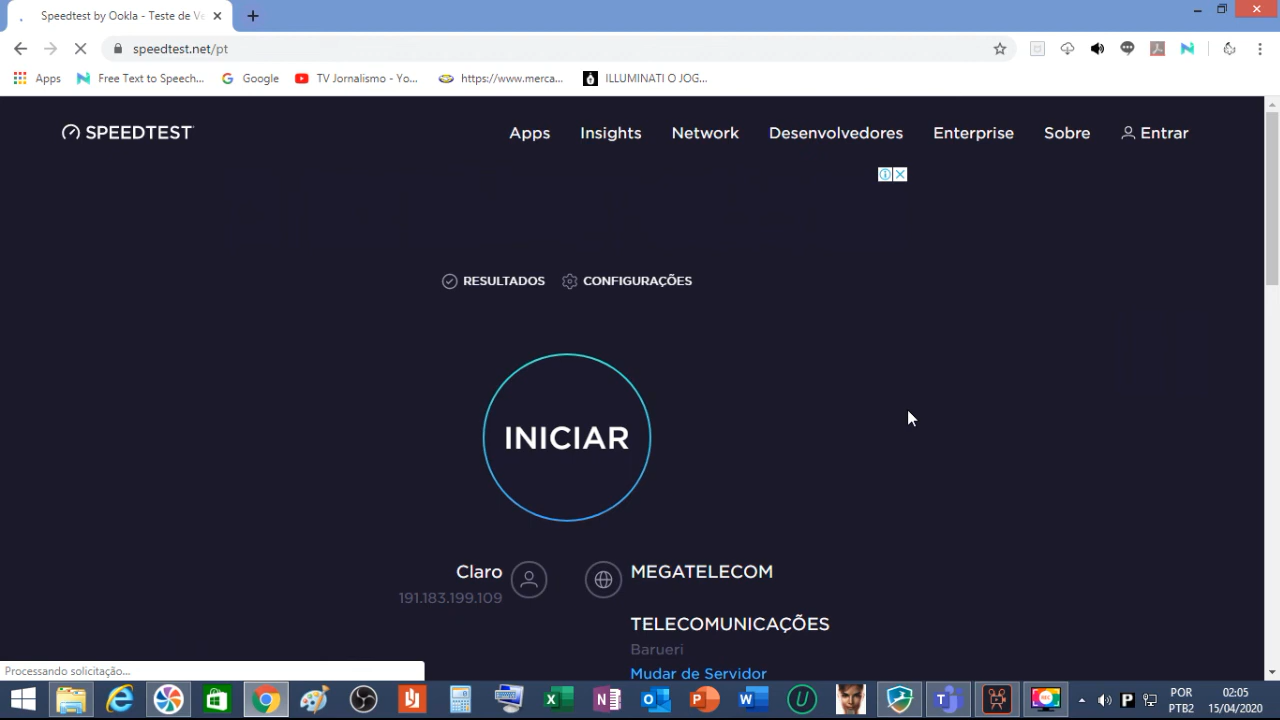 Speedtest by Ookla - Teste de Ve
speedtest.net/pt
Apps Free Text to Speech... Google TV Jornalismo - Yo... https://www.merca... ILLUMINATI O JOG...
SPEEDTEST Apps Insights Network Desenvolvedores Enterprise Sobre Entrar
RESULTADOS CONFIGURAÇÕES
INICIAR
Claro
191.183.199.109
MEGATELECOM
TELECOMUNICAÇÕES
Barueri
Mudar de Servidor
Processando solicitação...
POR 02:05
PTB2 15/04/2020